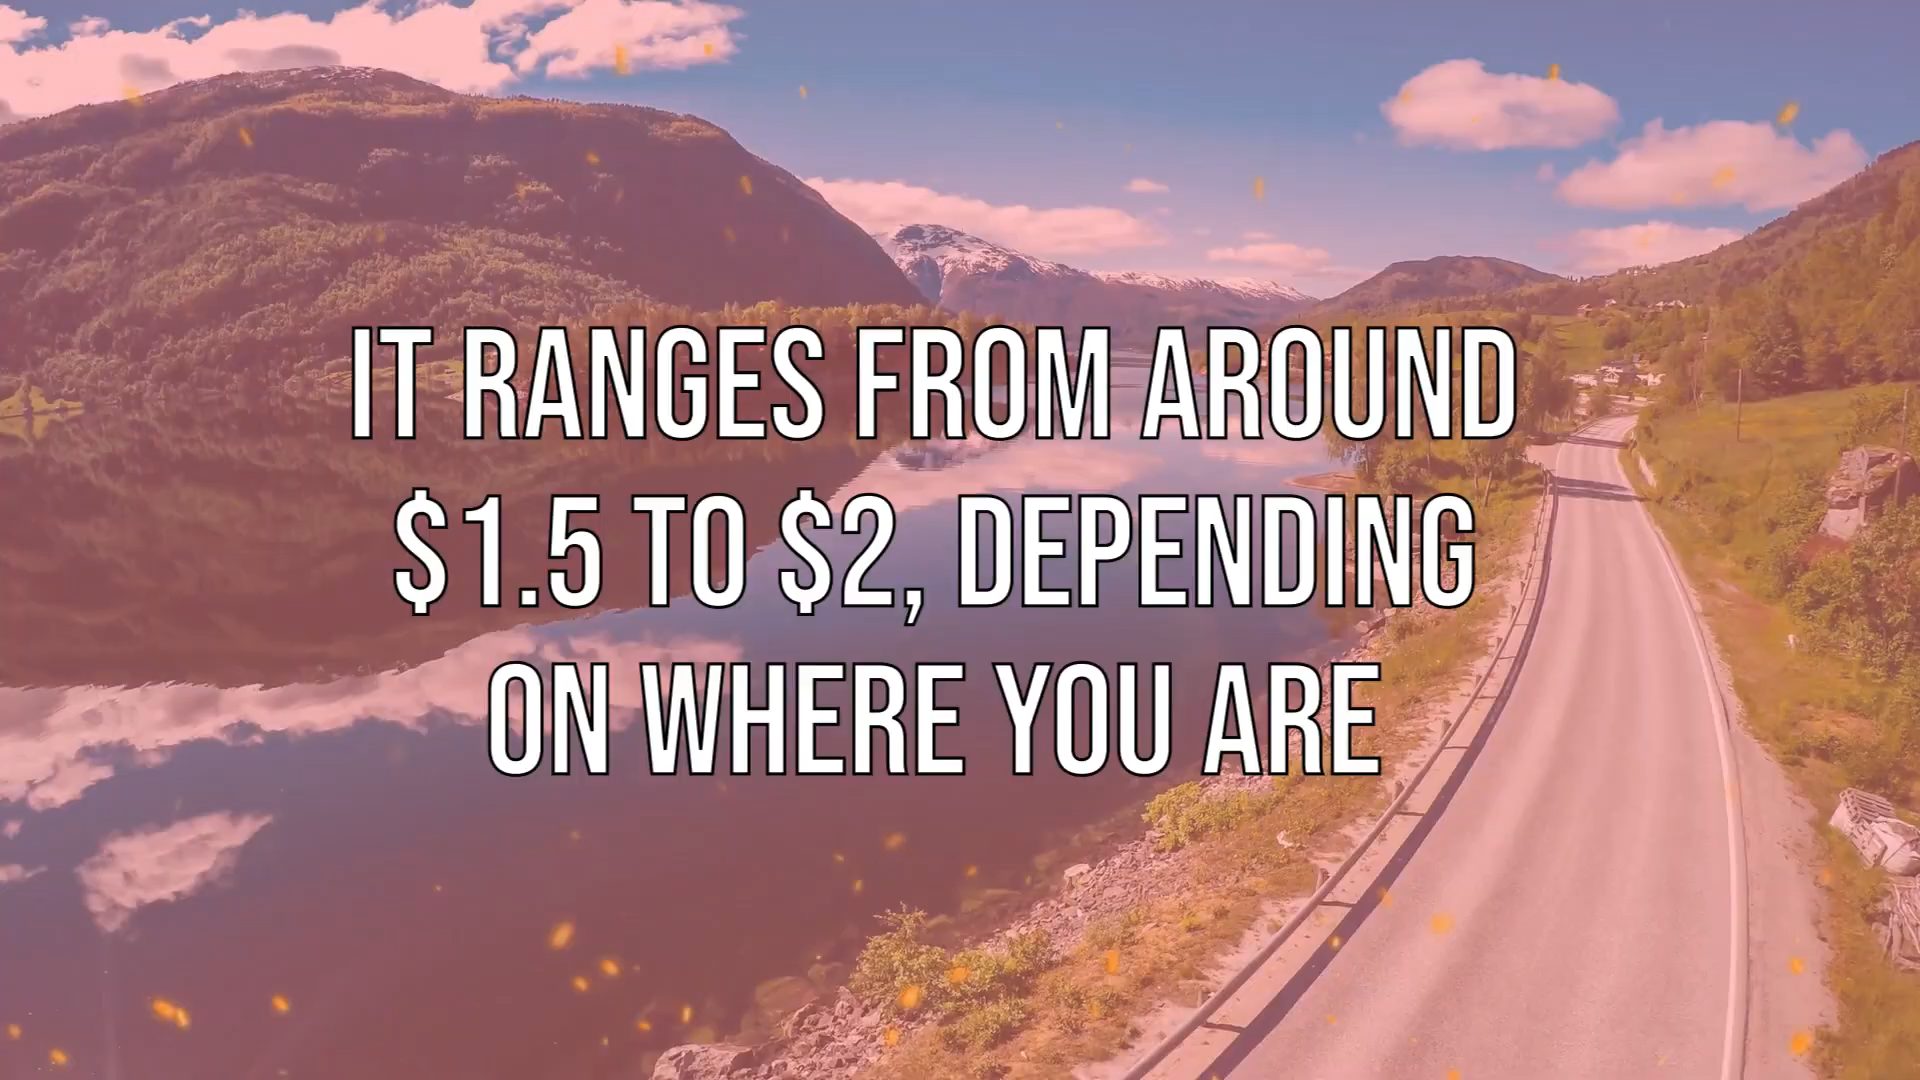 IT RANGES FROM AROUND
$1.5 TO $2, DEPENDING
ON WHERE YOU ARE